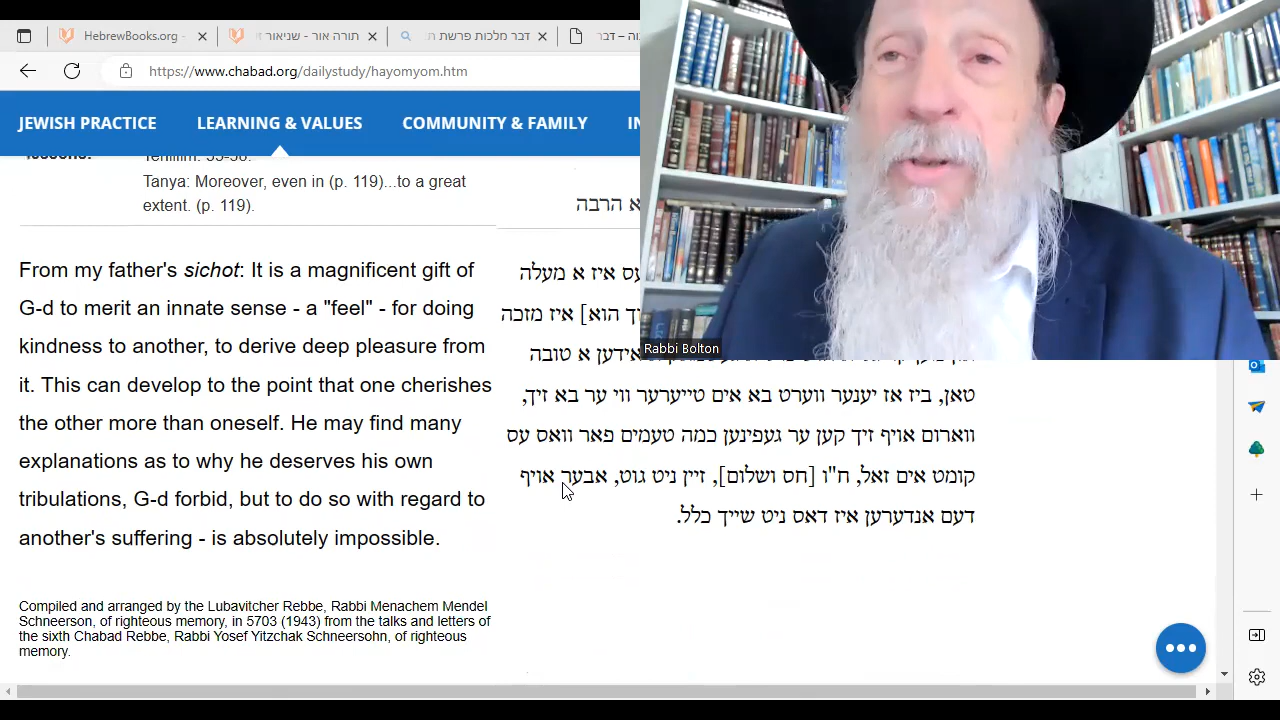 HebrewBooks.org -
תורה אור - שניאור
דבר מלכות פרשת
דבר
https://www.chabad.org/dailystudy/hayomyom.htm
JEWISH PRACTICE LEARNING & VALUES COMMUNITY & FAMILY
lessons:
Tehillim: 55-58.
Tanya: Moreover, even in (p. 119)...to a great
extent. (p. 119).
From my father's sichot: It is a magnificent gift of
G-d to merit an innate sense - a "feel" - for doing
kindness to another, to derive deep pleasure from
it. This can develop to the point that one cherishes
the other more than oneself. He may find many
explanations as to why he deserves his own
tribulations, G-d forbid, but to do so with regard to
another's suffering - is absolutely impossible.
Compiled and arranged by the Lubavitcher Rebbe, Rabbi Menachem Mendel
Schneerson, of righteous memory, in 5703 (1943) from the talks and letters of
the sixth Chabad Rebbe, Rabbi Yosef Yitzchak Schneersohn, of righteous
memory.
א הרבה
עס איז א מעלה
הוא] איז מזכה
אידען א טובה
טאן, ביז אז יענער ווערט בא אים טייערער ווי ער בא זיך,
ווארום אויף זיך קען ער געפינען כמה טעמים פאר וואס עס
קומט אים זאל, ח"ו [חס ושלום], זיין ניט גוט, אבער אויף
דעם אנדערען איז דאס ניט שייך כלל.
Rabbi Bolton